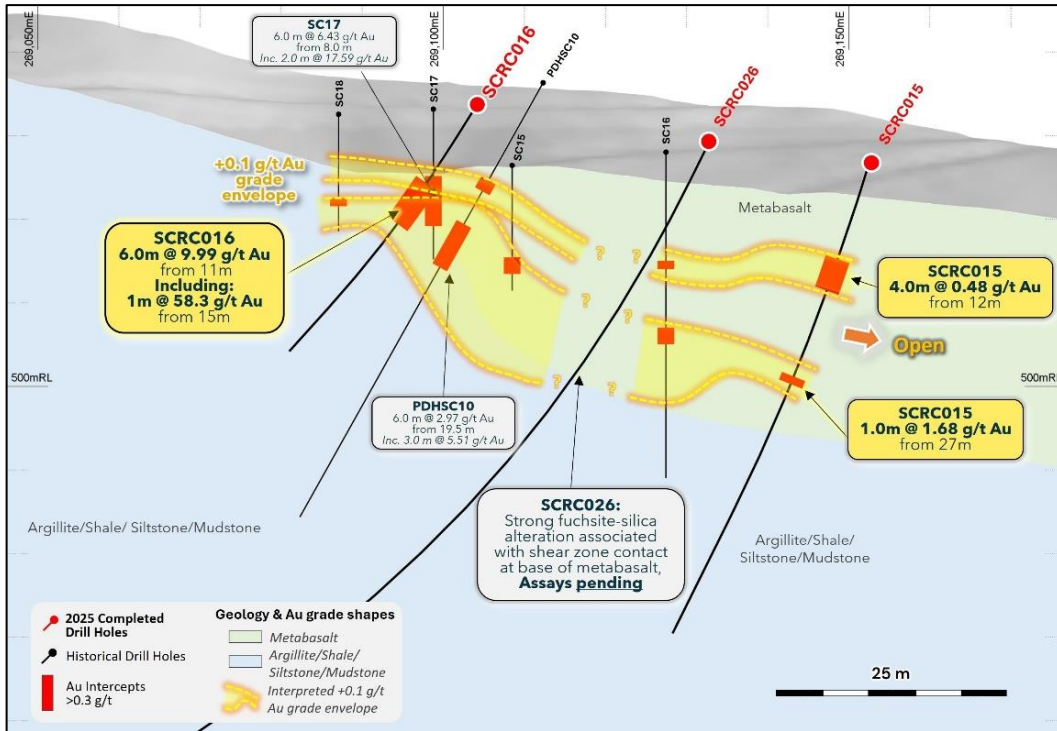 269,050mE
269,100mE
269,150mE
SC17
6.0 m @ 6.43 g/t Au
from 8.0 m
Inc. 2.0 m @ 17.59 g/t Au
SC18
SC17
SCRC016
PDHSC10
SC15
SC16
SCRC026
SCRC015
+0.1 g/t Au
grade
envelope
Metabasalt
SCRC016
6.0m @ 9.99 g/t Au
from 11m
Including:
1m @ 58.3 g/t Au
from 15m
? ?
? ?
? ?
SCRC015
4.0m @ 0.48 g/t Au
from 12m
Open
500mRL
500mRL
PDHSC10
6.0 m @ 2.97 g/t Au
from 19.5 m
Inc. 3.0 m @ 5.51 g/t Au
SCRC015
1.0m @ 1.68 g/t Au
from 27m
SCRC026:
Strong fuchsite-silica
alteration associated
with shear zone contact
at base of metabasalt,
Assays pending
Argillite/Shale/ Siltstone/Mudstone
Argillite/Shale/
Siltstone/Mudstone
2025 Completed
Drill Holes
Historical Drill Holes
Au Intercepts
>0.3 g/t
Geology & Au grade shapes
Metabasalt
Argillite/Shale/
Siltstone/Mudstone
Interpreted +0.1 g/t
Au grade envelope
25 m